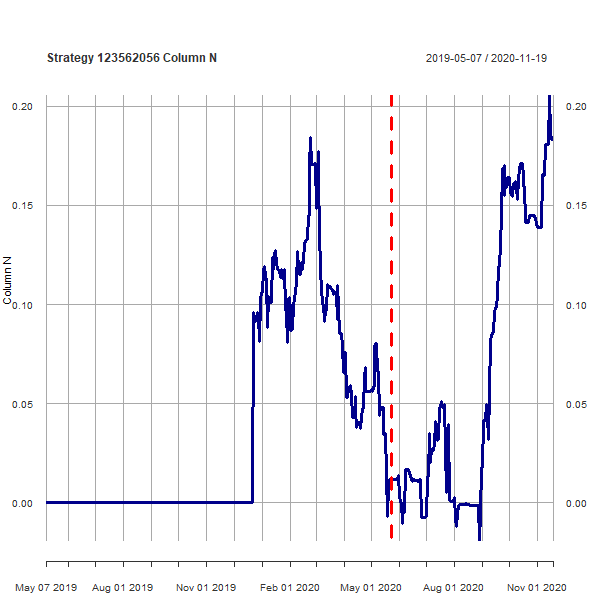 Strategy 123562056 Column N
2019-05-07 / 2020-11-19
0.20
0.20
0.15
0.15
Column N
0.10
0.10
0.05
0.05
0.00
0.00
May 07 2019
Aug 01 2019
Nov 01 2019
Feb 01 2020
May 01 2020
Aug 01 2020
Nov 01 2020